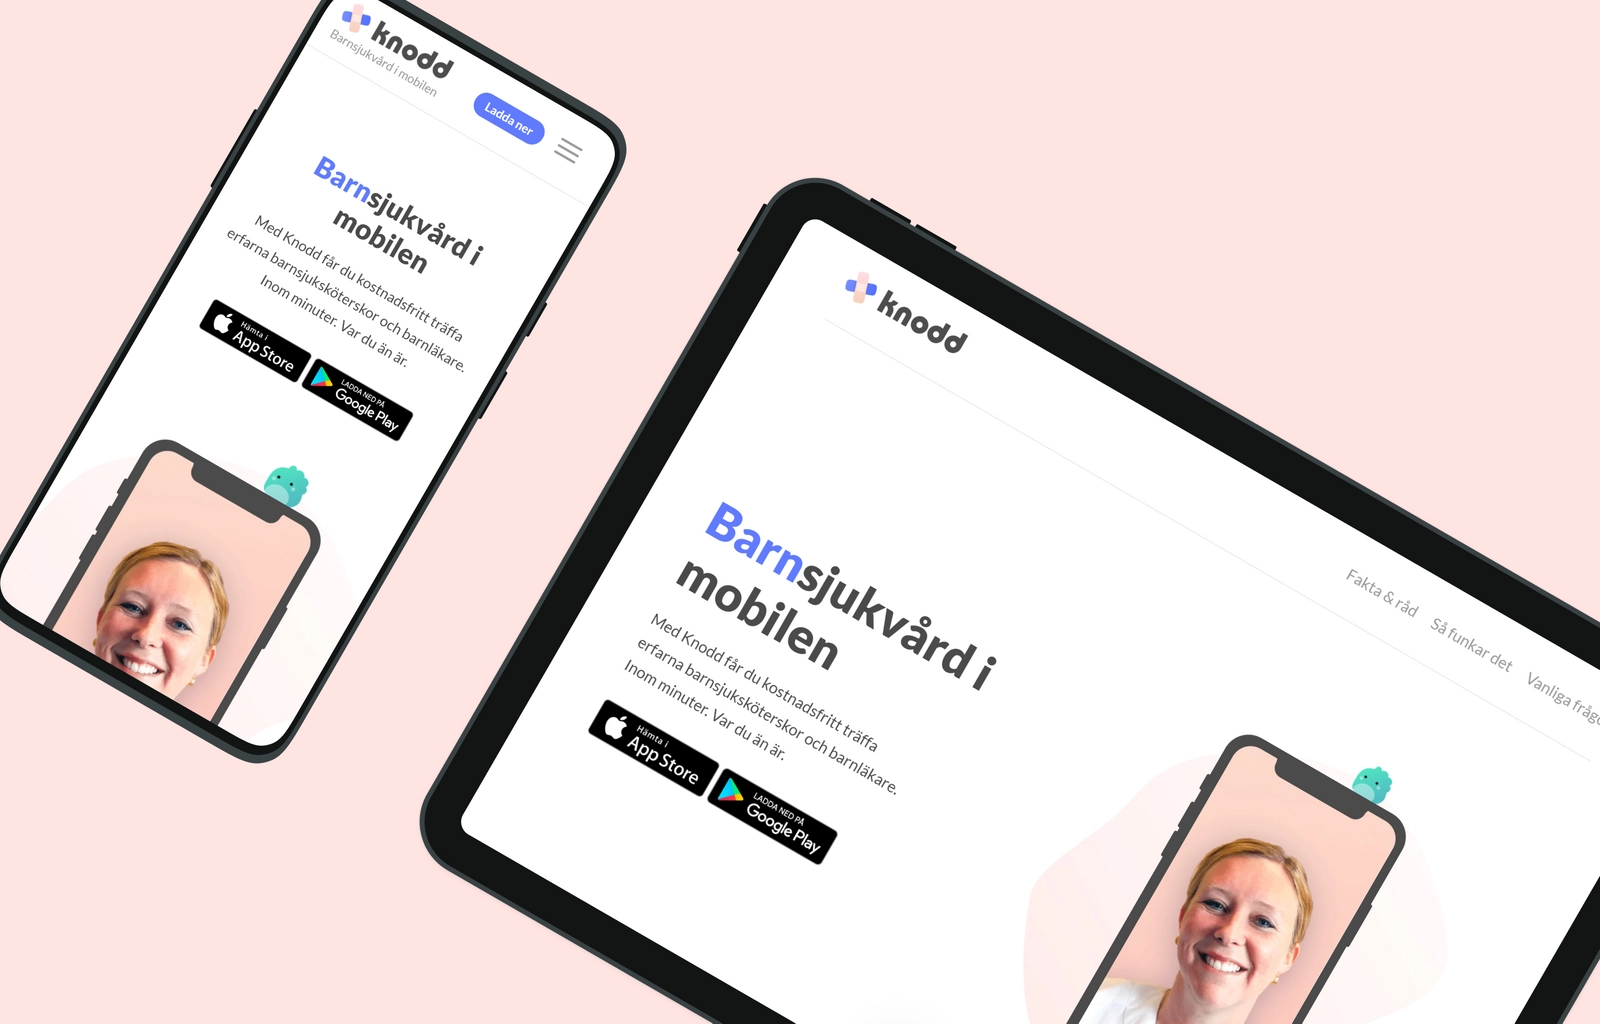 knodd
Barnsjukvård i mobilen
Ladda ner
Barnsjukvård i
mobilen
Med Knodd får du kostnadsfritt träffa
erfarna barnsjuksköterskor och barnläkare.
Inom minuter. Var du än är.
Hämta i
App Store
LADDA NED PÅ
Google Play
knodd
Fakta & råd Så funkar det Vanliga
Barnsjukvård i
mobilen
Med Knodd får du kostnadsfritt träffa
erfarna barnsjuksköterskor och barnläkare.
Inom minuter. Var du än är.
Hämta i
App Store
LADDA NED PÅ
Google Play